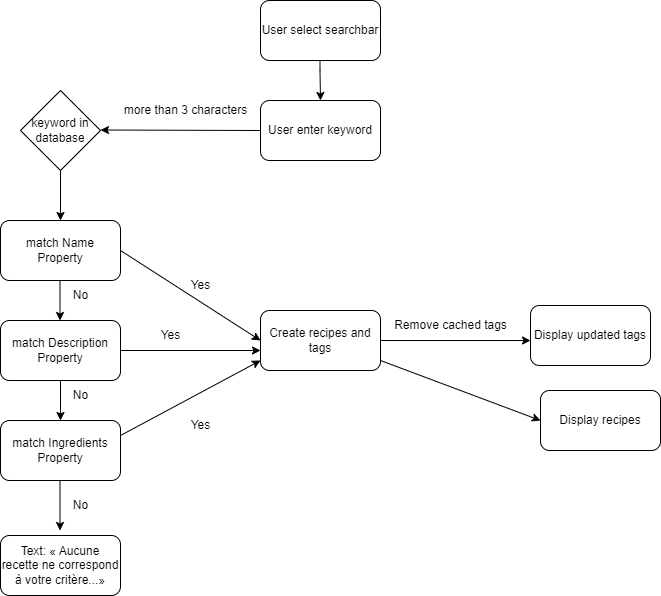 User select searchbar
more than 3 characters
User enter keyword
keyword in
database
match Name
Property
Yes
No
match Description
Property
Yes
Create recipes and
tags
Remove cached tags
Display updated tags
No
match Ingredients
Property
Yes
Display recipes
No
Text: « Aucune
recette ne correspond
à votre critère...»